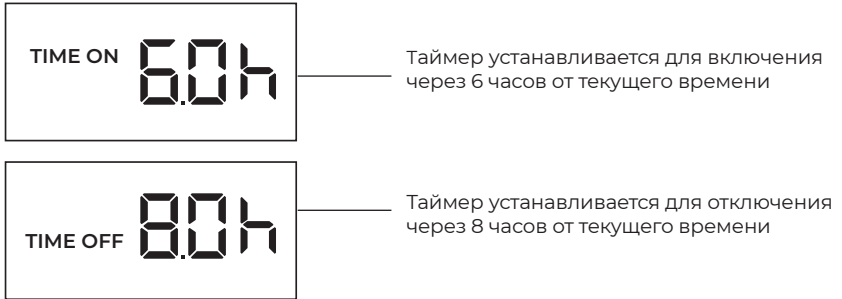 TIME ON 6.0h
Таймер устанавливается для включения
через 6 часов от текущего времени
TIME OFF 8.0h
Таймер устанавливается для отключения
через 8 часов от текущего времени